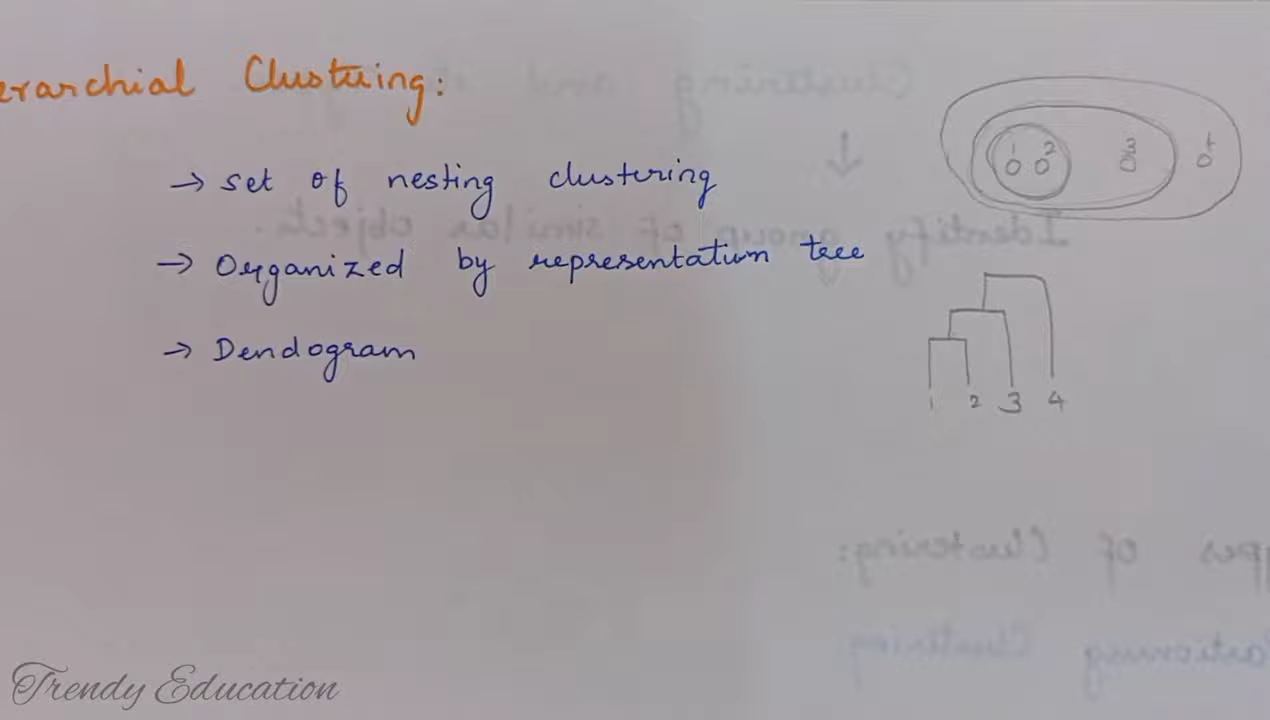 erarchial Clustering:
→ set of nesting clustering
→ Organized by representation tree
→ Dendogram
1 2 3 4
1 2 3 4
Trendy Education